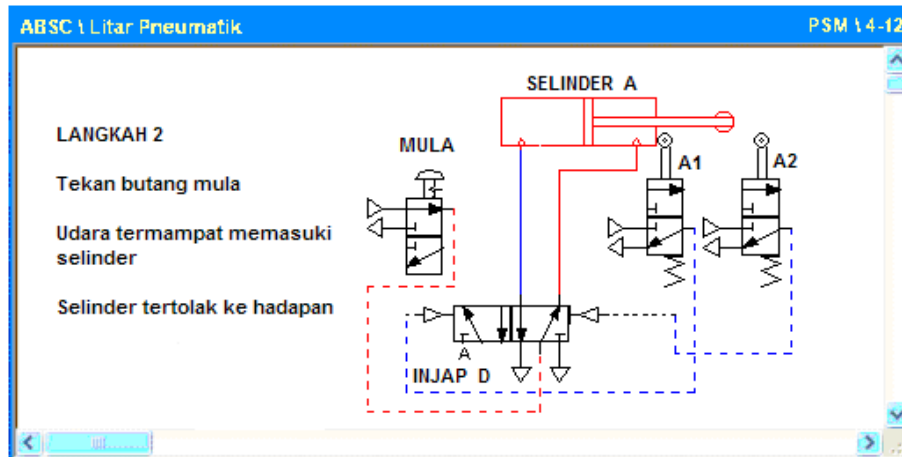 ABSC \ Litar Pneumatik
PSM \ 4-12
SELINDER A
LANGKAH 2
MULA
A1
A2
Tekan butang mula
Udara termampat memasuki
selinder
Selinder tertolak ke hadapan
A
INJAP D